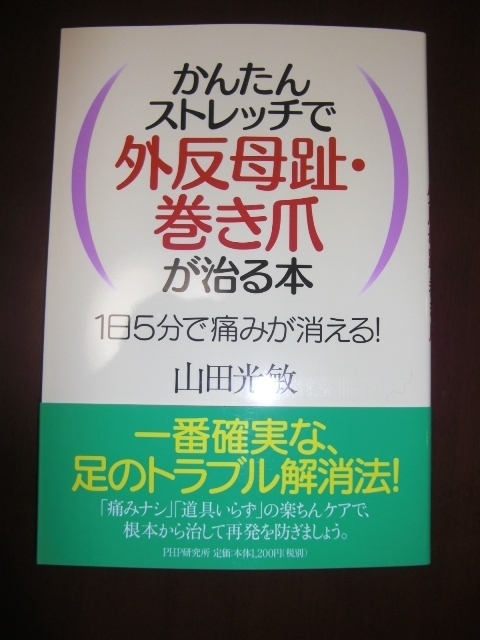 かんたん
ストレッチで
外反母趾・
巻き爪
が治る本
1日5分で痛みが消える!
山田光敏
一番確実な、
足のトラブル解消法!
「痛みナシ」「道具いらず」の楽ちんケアで、
根本から治して再発を防ぎましょう。
PHP研究所 定価:本体1,200円(税別)